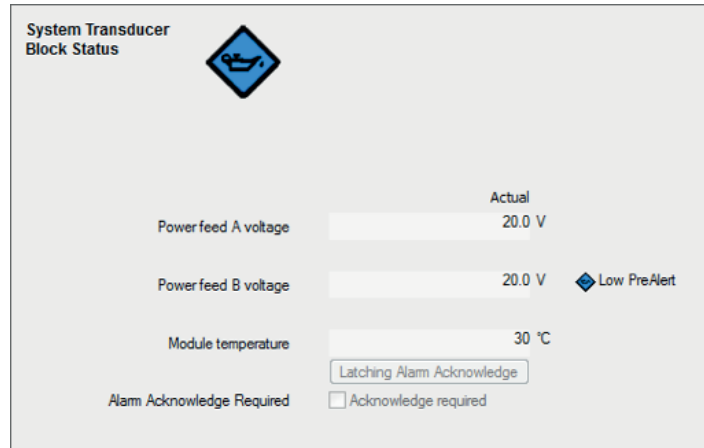 System Transducer
Block Status
Actual
Power feed A voltage 20.0 V
Power feed B voltage 20.0 V Low PreAlert
Module temperature 30 °C
Latching Alarm Acknowledge
Alarm Acknowledge Required Acknowledge required